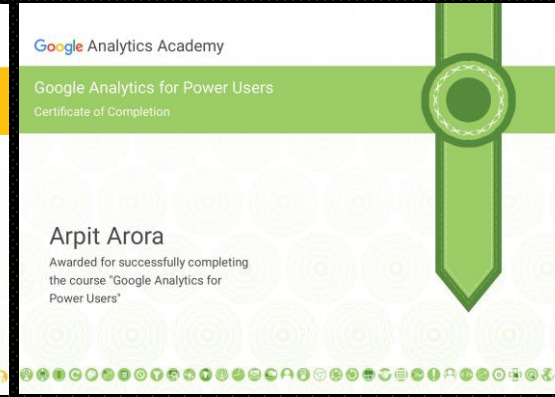 Google Analytics Academy
Google Analytics for Power Users
Certificate of Completion
Arpit Arora
Awarded for successfully completing
the course "Google Analytics for
Power Users"